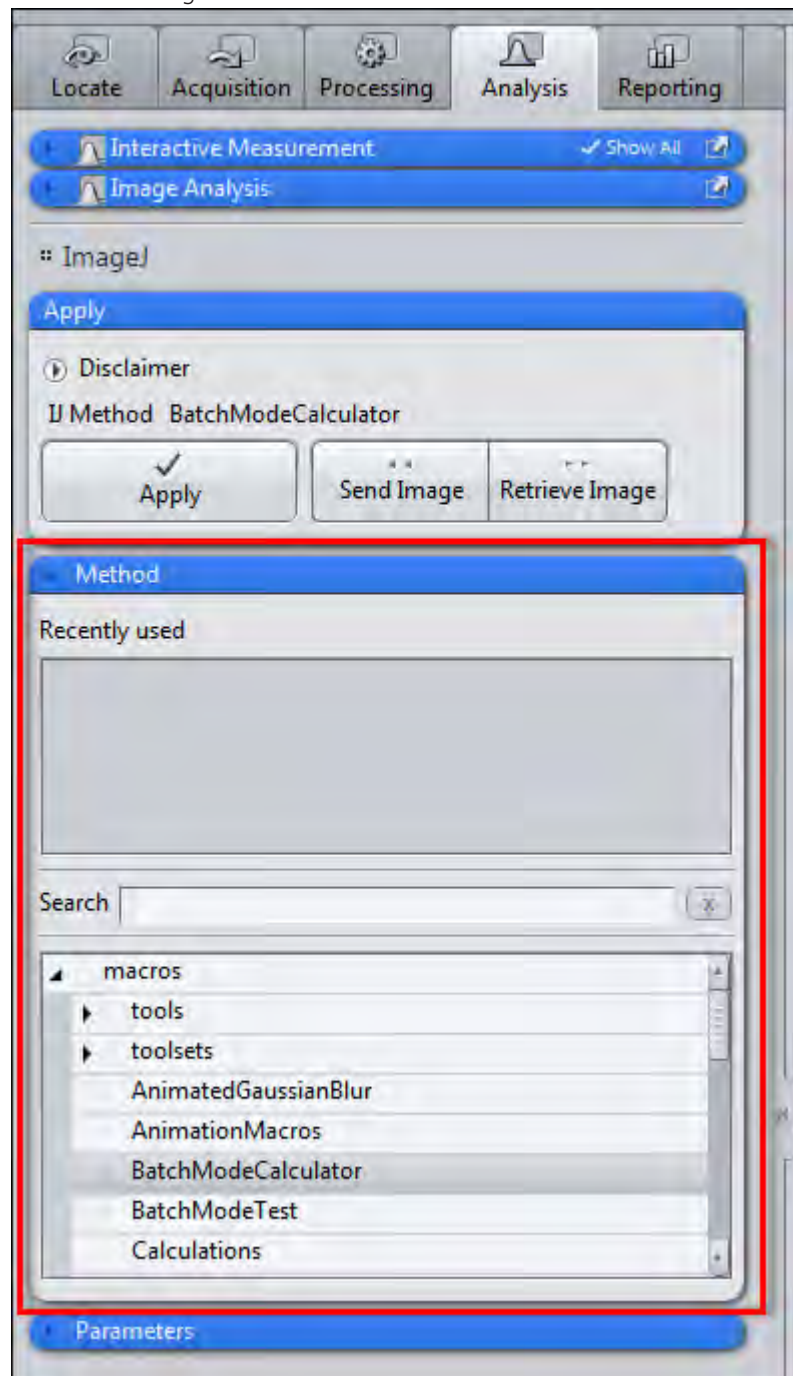 Locate Acquisition Processing Analysis Reporting
Interactive Measurement Show All
Image Analysis
ImageJ
Apply
Disclaimer
IJ Method BatchModeCalculator
Apply Send Image Retrieve Image
Method
Recently used
Search
macros
tools
toolsets
AnimatedGaussianBlur
AnimationMacros
BatchModeCalculator
BatchModeTest
Calculations
Parameters